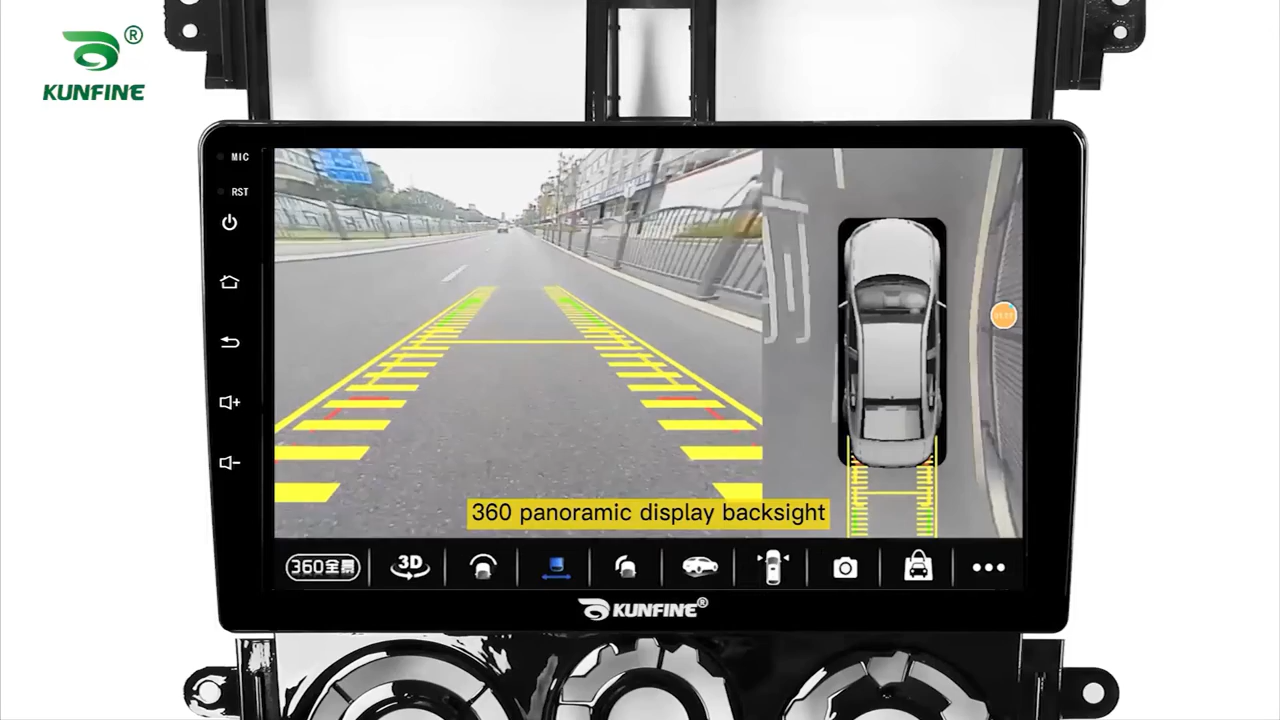 KUNFINE®
MIC
RST
360 panoramic display backsight
360全景
3D
KUNFINE®